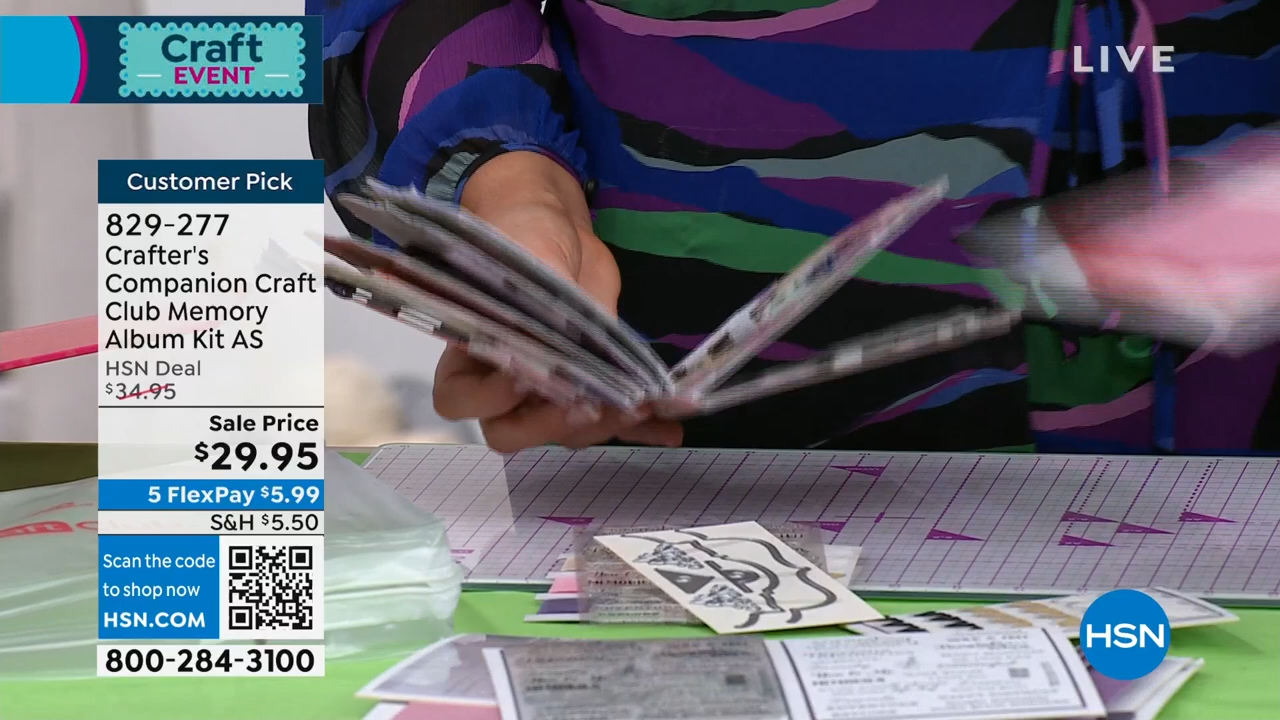 Craft
EVENT
LIVE
Customer Pick
829-277
Crafter's
Companion Craft
Club Memory
Album Kit AS
HSN Deal
$34.95
Sale Price
$29.95
5 FlexPay $5.99
S&H $5.50
Scan the code
to shop now
HSN.COM
800-284-3100
HSN